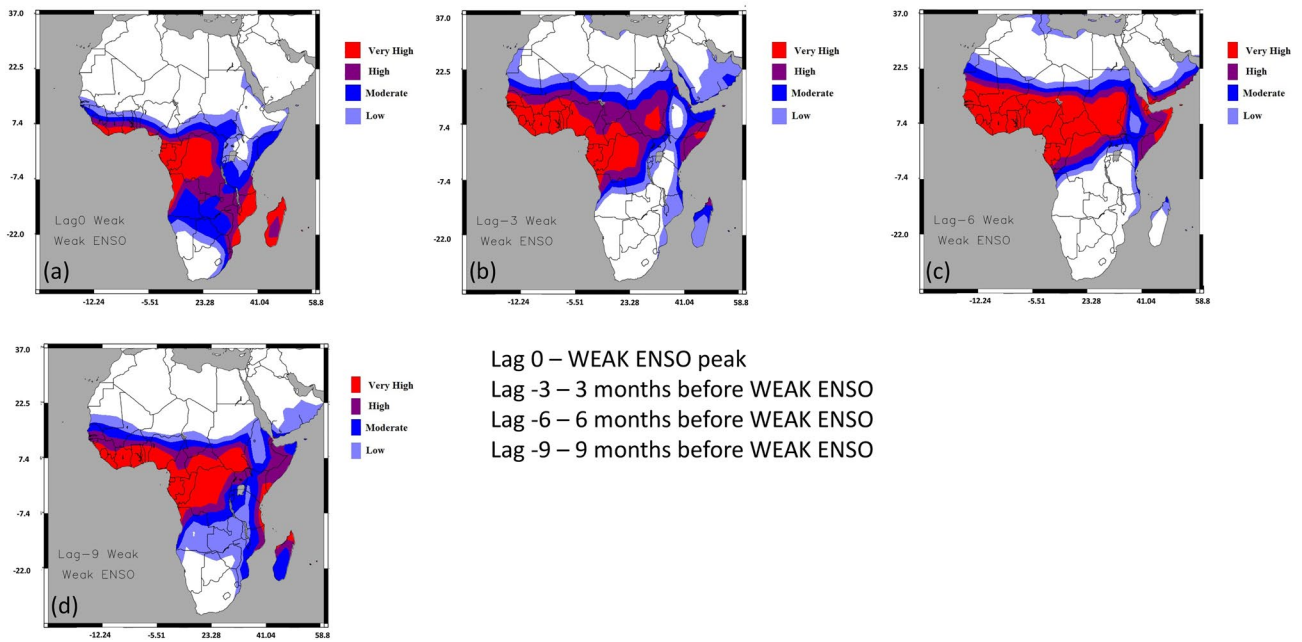 37.0
22.5
7.4
-7.4
-22.0
-12.24 -5.51 23.28 41.04 58.8
Lag0 Weak
Weak ENSO
(a)
Very High
High
Moderate
Low
37.0
22.5
7.4
-7.4
-22.0
-12.24 -5.51 23.28 41.04 58.8
Lag-3 Weak
Weak ENSO
(b)
Very High
High
Moderate
Low
37.0
22.5
7.4
-7.4
-22.0
-12.24 -5.51 23.28 41.04 58.8
Lag-6 Weak
Weak ENSO
(c)
Very High
High
Moderate
Low
37.0
22.5
7.4
-7.4
-22.0
-12.24 -5.51 23.28 41.04 58.8
Lag-9 Weak
Weak ENSO
(d)
Very High
High
Moderate
Low
Lag 0 – WEAK ENSO peak
Lag -3 – 3 months before WEAK ENSO
Lag -6 – 6 months before WEAK ENSO
Lag -9 – 9 months before WEAK ENSO